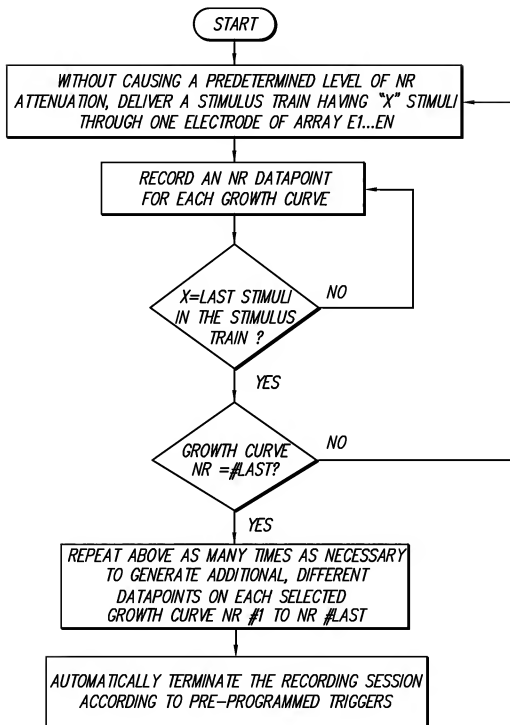 START
WITHOUT CAUSING A PREDETERMINED LEVEL OF NR
ATTENUATION, DELIVER A STIMULUS TRAIN HAVING "X" STIMULI
THROUGH ONE ELECTRODE OF ARRAY E1...EN
RECORD AN NR DATAPOINT
FOR EACH GROWTH CURVE
X=LAST STIMULI
IN THE STIMULUS
TRAIN ?
NO
YES
GROWTH CURVE
NR =#LAST?
NO
YES
REPEAT ABOVE AS MANY TIMES AS NECESSARY
TO GENERATE ADDITIONAL, DIFFERENT
DATAPOINTS ON EACH SELECTED
GROWTH CURVE NR #1 TO NR #LAST
AUTOMATICALLY TERMINATE THE RECORDING SESSION
ACCORDING TO PRE-PROGRAMMED TRIGGERS